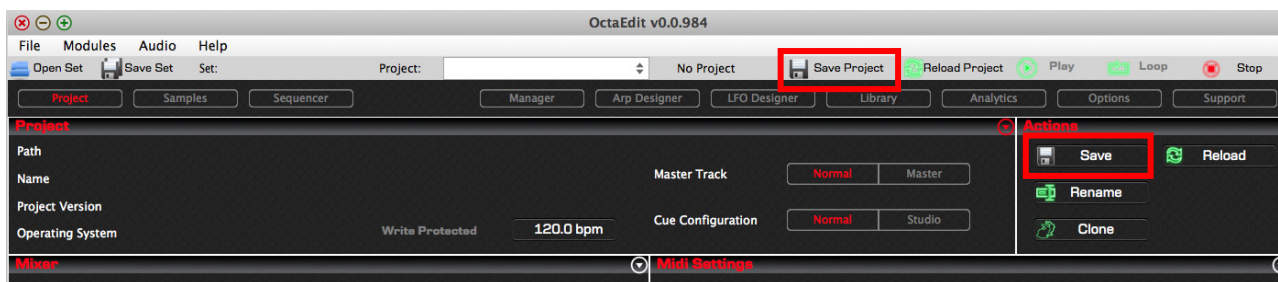 OctaEdit v0.0.984
File Modules Audio Help
Open Set Save Set Set: Project: No Project Save Project Reload Project Play Loop Stop
Project Samples Sequencer Manager Arp Designer LFO Designer Library Analytics Options Support
Project Actions
Path Save Reload
Name Master Track Normal Master
Rename
Project Version
Operating System Write Protected 120.0 bpm Cue Configuration Normal Studio Clone
Mixer Midi Settings